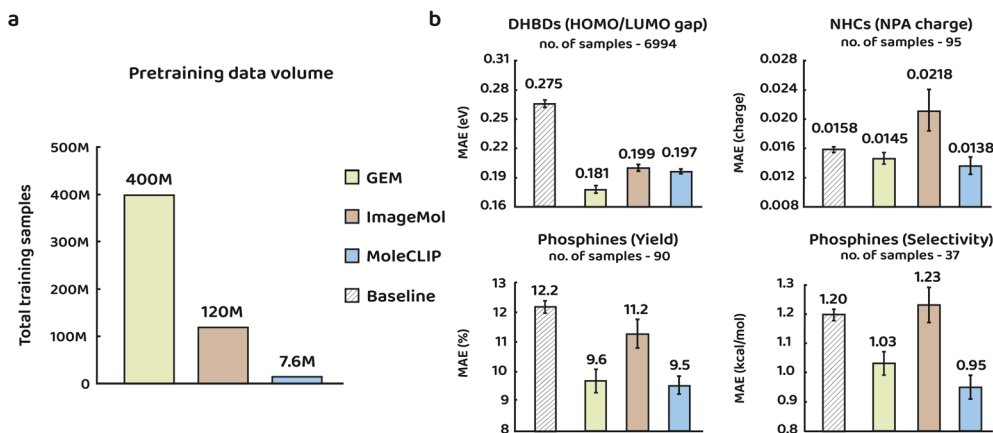 a
Pretraining data volume
Total training samples
500M
400M
300M
200M
100M
0
400M
120M
7.6M
GEM
ImageMol
MoleCLIP
Baseline
b
DHBDs (HOMO/LUMO gap)
no. of samples - 6994
MAE (eV)
0.31
0.28
0.25
0.22
0.19
0.16
0.275
0.181
0.199
0.197
NHCs (NPA charge)
no. of samples - 95
MAE (charge)
0.028
0.024
0.020
0.016
0.012
0.008
0.0158
0.0145
0.0218
0.0138
Phosphines (Yield)
no. of samples - 90
MAE (%)
13
12
11
10
9
8
12.2
9.6
11.2
9.5
Phosphines (Selectivity)
no. of samples - 37
MAE (kcal/mol)
1.3
1.2
1.1
1.0
0.9
0.8
1.20
1.03
1.23
0.95